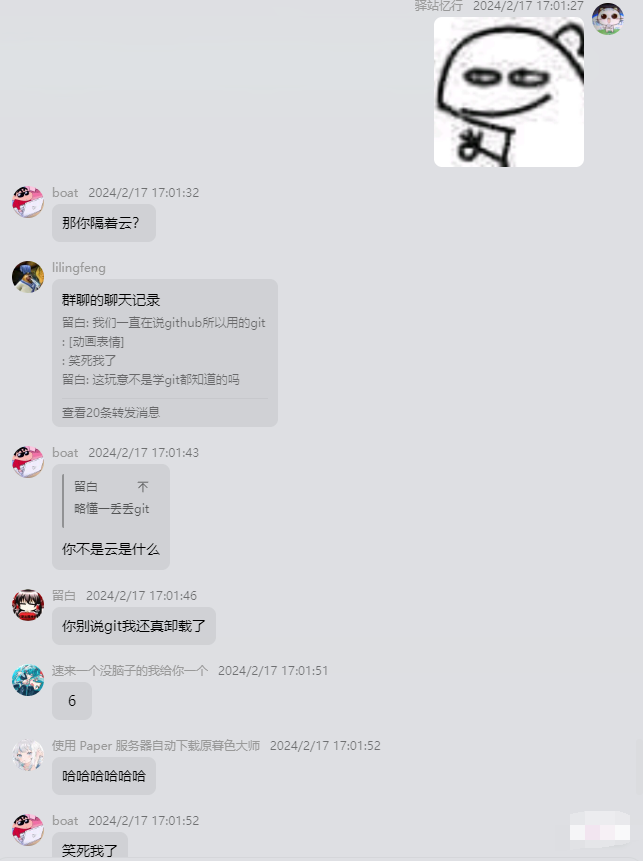 驿站忆行 2024/2/17 17:01:27
boat 2024/2/17 17:01:32
那你隔着云?
lilingfeng
群聊的聊天记录
留白: 我们一直在说github所以用的git
: [动画表情]
: 笑死我了
留白: 这玩意不是学git都知道的吗
查看20条转发消息
boat 2024/2/17 17:01:43
留白 不
略懂一丢丢git
你不是云是什么
留白 2024/2/17 17:01:46
你别说git我还真卸载了
速来一个没脑子的我给你一个 2024/2/17 17:01:51
6
使用 Paper 服务器自动下载原暮色大师 2024/2/17 17:01:52
哈哈哈哈哈哈
boat 2024/2/17 17:01:52
笑死我了